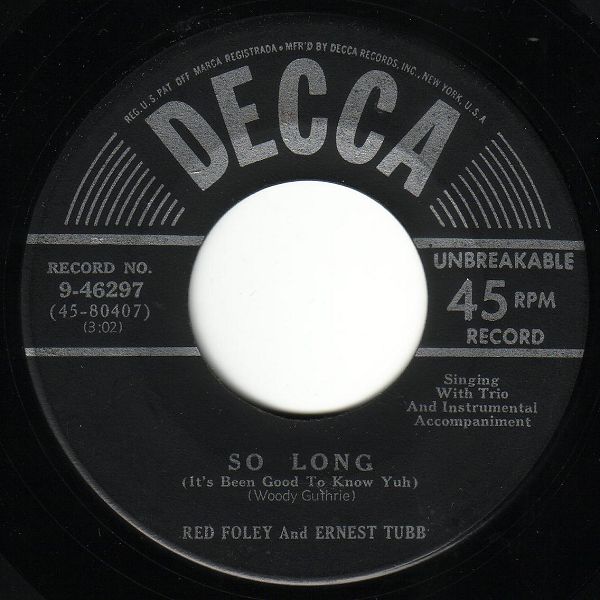 REG. U.S. PAT. OFF. MARCA REGISTRADA • MFR'D BY DECCA RECORDS, INC., NEW YORK, U.S.A.
DECCA
RECORD NO.
9-46297
(45-80407)
(3:02)
UNBREAKABLE
45 RPM
RECORD
Singing
With Trio
And Instrumental
Accompaniment
SO LONG
(It's Been Good To Know Yuh)
(Woody Guthrie)
RED FOLEY And ERNEST TUBB